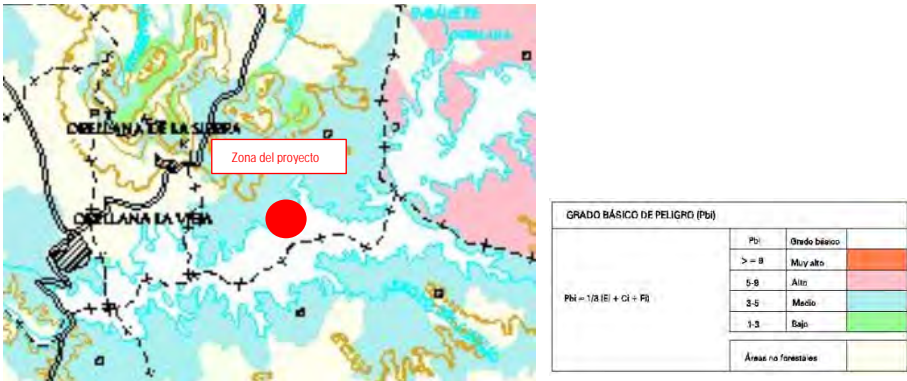 ORELLANA DE LA SIERRA
Zona del proyecto
ORELLANA LA VIEJA
GRADO BÁSICO DE PELIGRO (Pbi)
Pbi Grado básico
> = 8 Muy alto
5-8 Alto
Pbi = 1/8 (Ei + Ci + Fi)
3-5 Medio
1-3 Bajo
Áreas no forestales